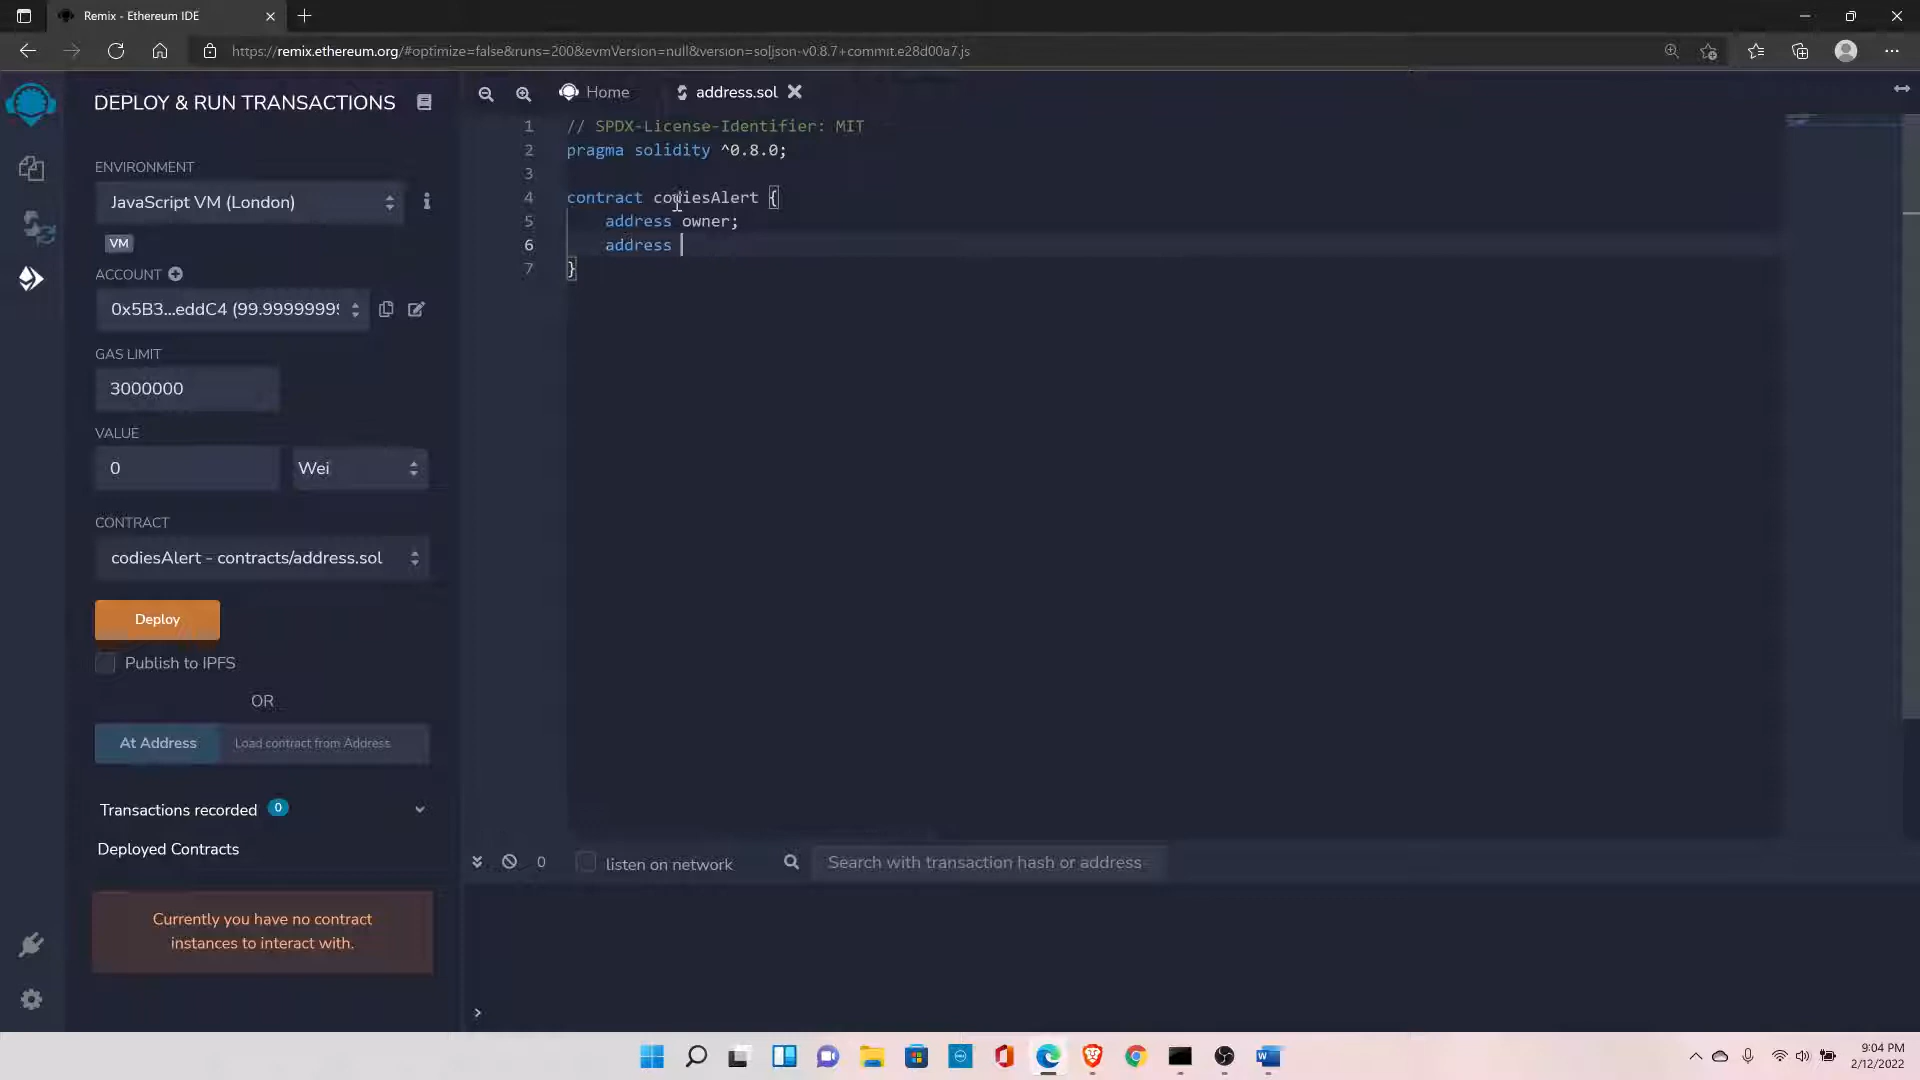 Remix - Ethereum IDE
https://remix.ethereum.org/#optimize=false&runs=200&evmVersion=null&version=soljson-v0.8.7+commit.e28d00a7.js
DEPLOY & RUN TRANSACTIONS
Home
address.sol
ENVIRONMENT
JavaScript VM (London)
VM
ACCOUNT
0x5B3...eddC4 (99.9999999
GAS LIMIT
3000000
VALUE
0
Wei
CONTRACT
codiesAlert - contracts/address.sol
Deploy
Publish to IPFS
OR
At Address
Load contract from Address
Transactions recorded 0
Deployed Contracts
Currently you have no contract
instances to interact with.
1 // SPDX-License-Identifier: MIT
2 pragma solidity ^0.8.0;
3
4 contract codiesAlert {
5 address owner;
6 address
7 }
0
listen on network
Search with transaction hash or address
>
9:04 PM
2/12/2022